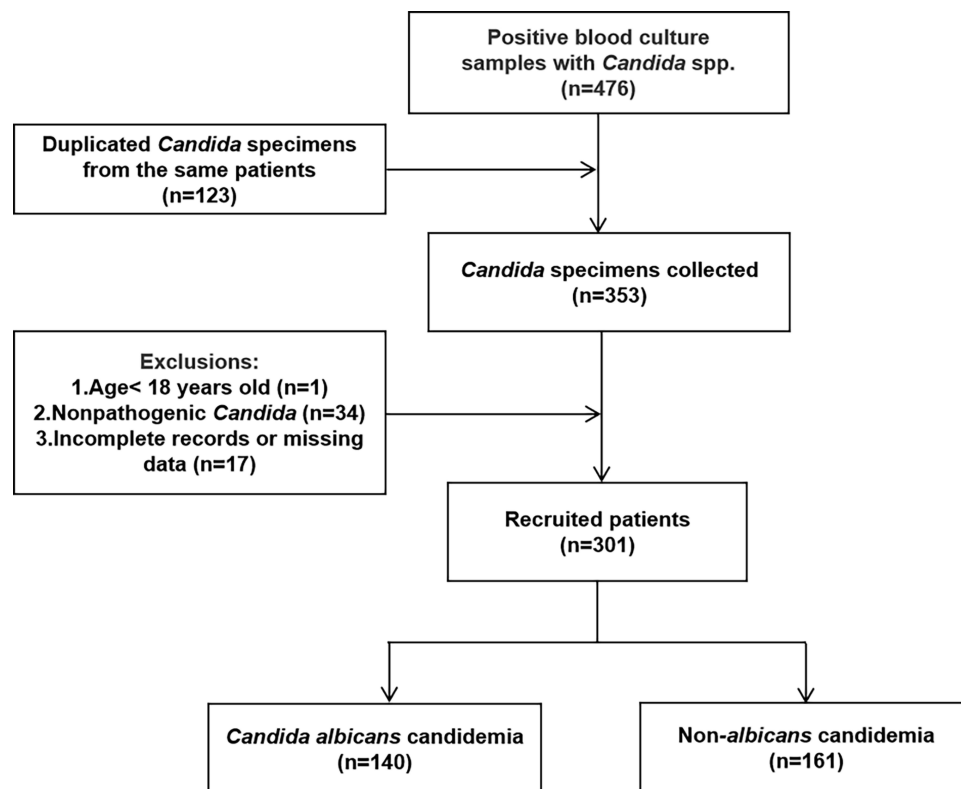 Positive blood culture
samples with Candida spp.
(n=476)
Duplicated Candida specimens
from the same patients
(n=123)
Candida specimens collected
(n=353)
Exclusions:
1.Age< 18 years old (n=1)
2.Nonpathogenic Candida (n=34)
3.Incomplete records or missing
data (n=17)
Recruited patients
(n=301)
Candida albicans candidemia
(n=140)
Non-albicans candidemia
(n=161)